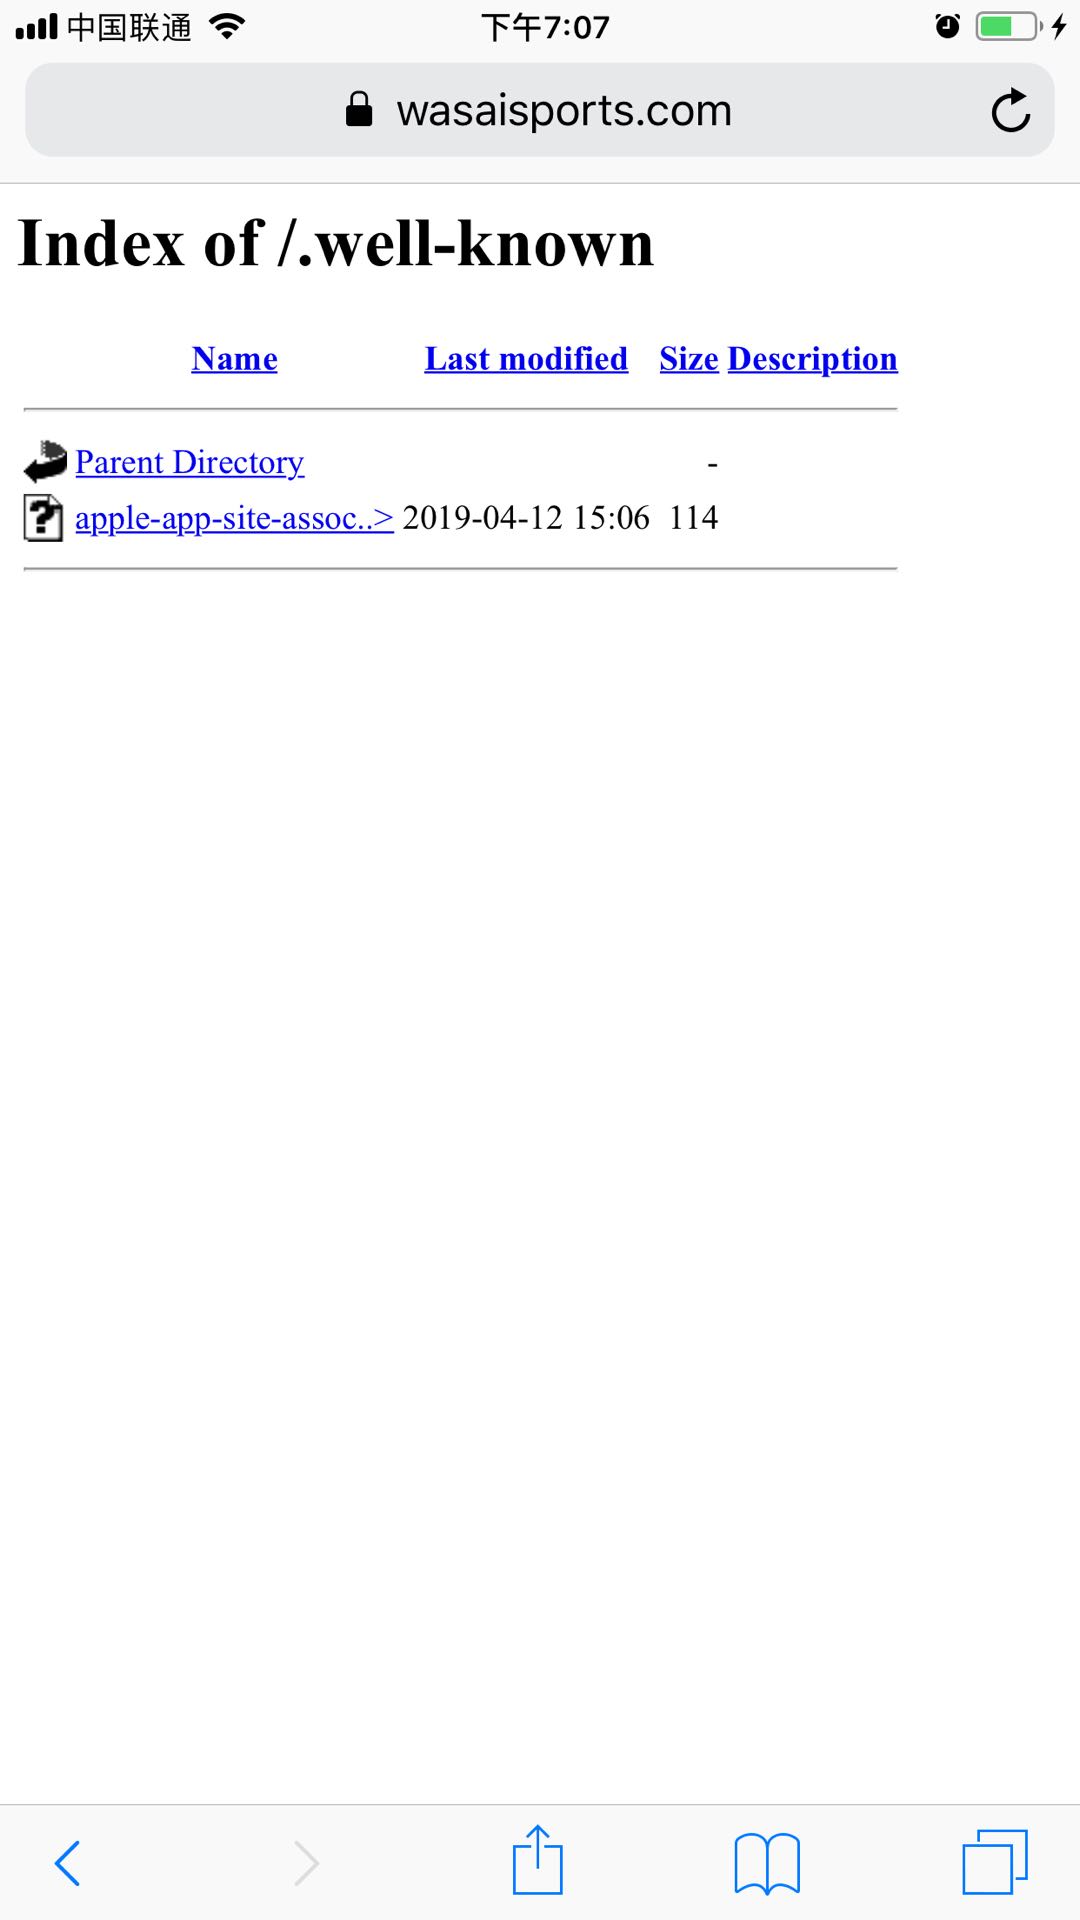 中国联通 下午7:07
wasaisports.com
Index of /.well-known
Name Last modified Size Description
Parent Directory -
apple-app-site-assoc..> 2019-04-12 15:06 114